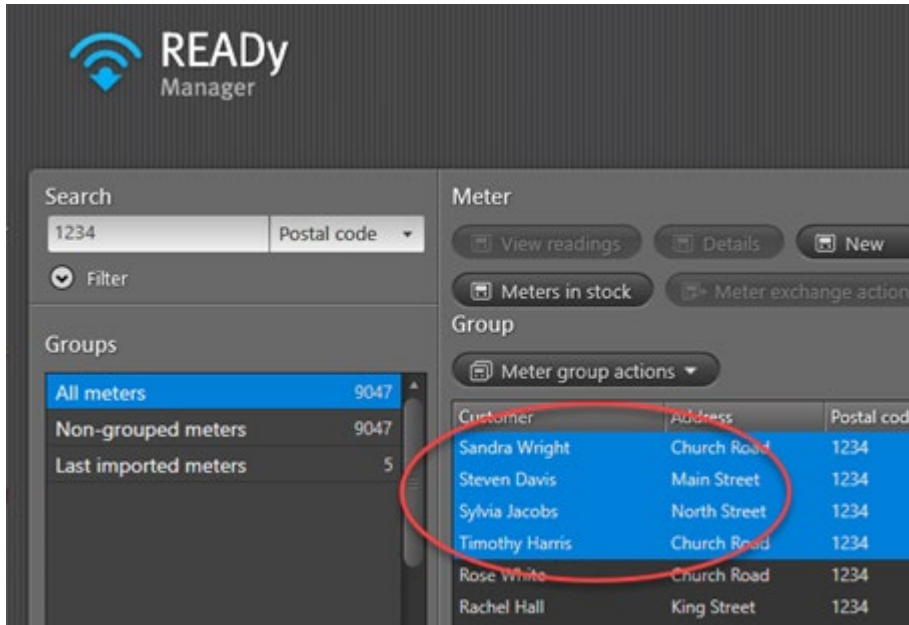 READy
Manager
Search
1234 Postal code
Filter
Groups
All meters 9047
Non-grouped meters 9047
Last imported meters 5
Meter
View readings Details New
Meters in stock Meter exchange action
Group
Meter group actions
Customer Address Postal cod
Sandra Wright Church Road 1234
Steven Davis Main Street 1234
Sylvia Jacobs North Street 1234
Timothy Harris Church Road 1234
Rose White Church Road 1234
Rachel Hall King Street 1234